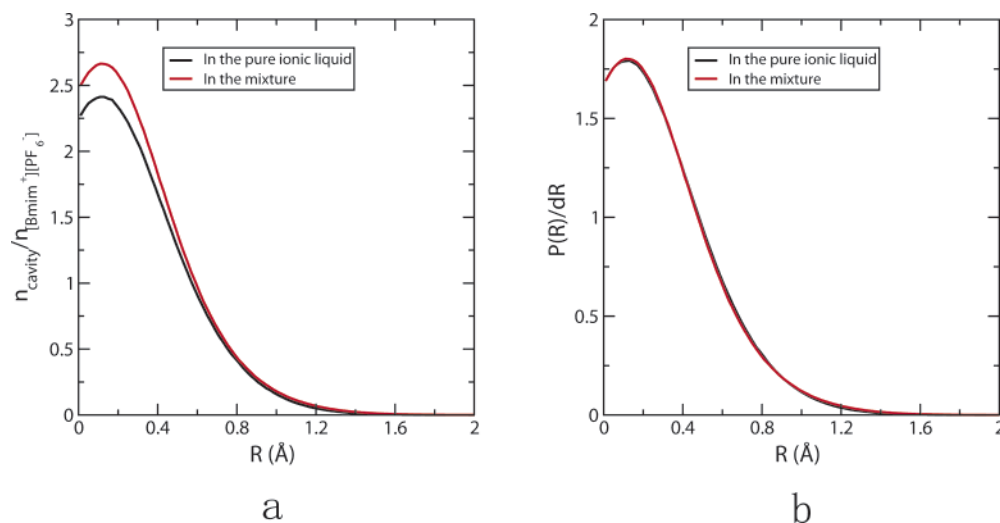 3
2.5
2
1.5
1
0.5
0
0
0.4
0.8
1.2
1.6
2
n cavity/n [Bmim+][PF6-]
R (Å)
In the pure ionic liquid
In the mixture
a
2
1.5
1
0.5
0
0
0.4
0.8
1.2
1.6
2
P(R)/dR
R (Å)
In the pure ionic liquid
In the mixture
b